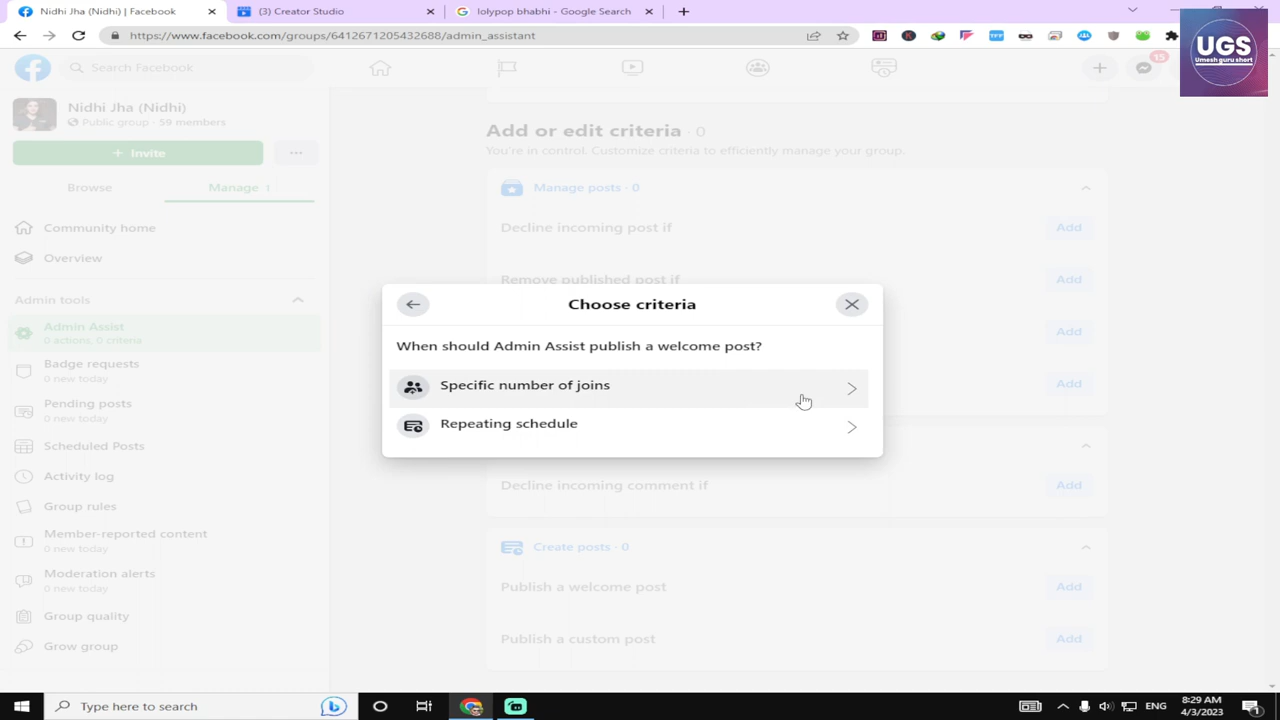 Nidhi Jha (Nidhi) | Facebook
(3) Creator Studio
lolypop bhabhi - Google Search
https://www.facebook.com/groups/6412671205432688/admin_assistant
UGS
Umesh guru short
Search Facebook
15
Nidhi Jha (Nidhi)
Public group · 59 members
+ Invite
Browse
Manage
Community home
Overview
Admin tools
Admin Assist
0 actions, 0 criteria
Badge requests
0 new today
Pending posts
0 new today
Scheduled Posts
Activity log
Group rules
Member-reported content
0 new today
Moderation alerts
0 new today
Group quality
Grow group
Add or edit criteria · 0
You're in control. Customize criteria to efficiently manage your group.
Manage posts · 0
Decline incoming post if
Add
Remove published post if
Add
Add
Add
Choose criteria
When should Admin Assist publish a welcome post?
Specific number of joins
Repeating schedule
Decline incoming comment if
Add
Create posts · 0
Publish a welcome post
Add
Publish a custom post
Add
Type here to search
ENG
8:29 AM
4/3/2023